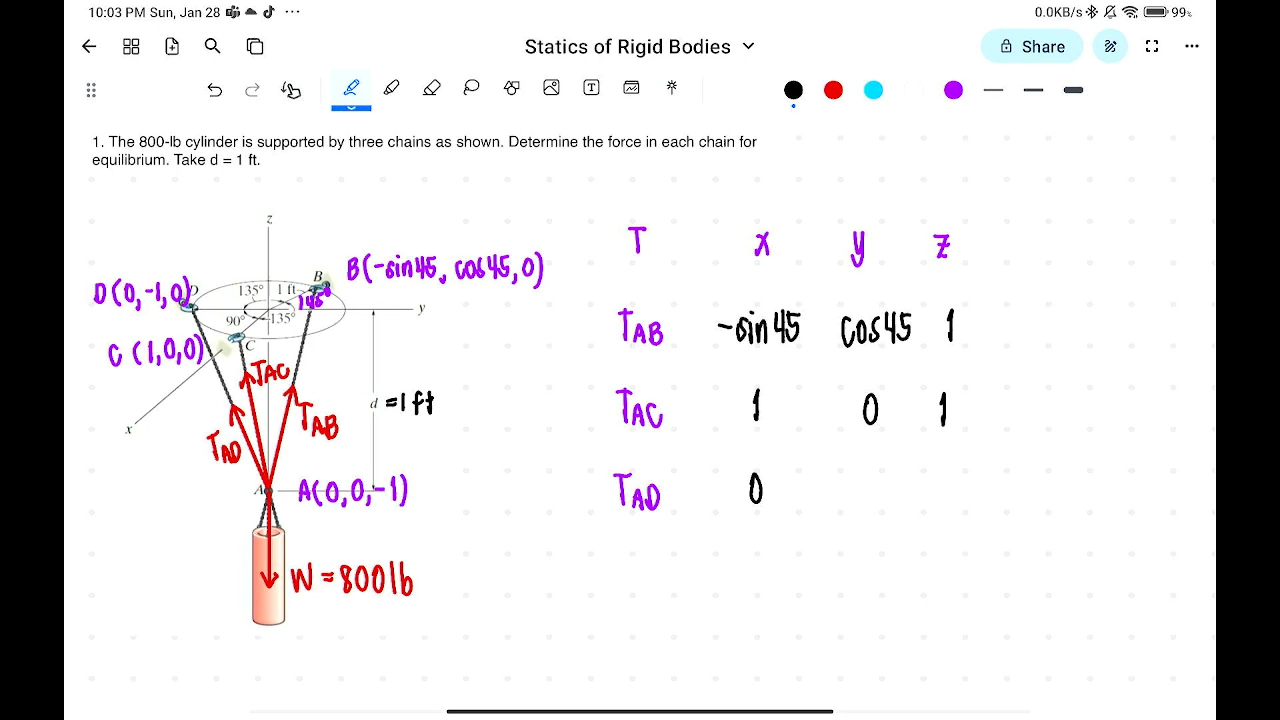 10:03 PM Sun, Jan 28 ...
0.0KB/s 99%
Statics of Rigid Bodies
Share
1. The 800-lb cylinder is supported by three chains as shown. Determine the force in each chain for
equilibrium. Take d = 1 ft.
z
T x y z
B
B(-sin45, cos45, 0)
D(0,-1,0) D
135° 1 ft
45°
y
90° 135°
C
C (1,0,0)
TAB -sin45 cos45 1
TAC
d =1 ft
TAC 1 0 1
TAB
x
TAD
A A(0,0,-1)
TAD 0
W = 800 lb